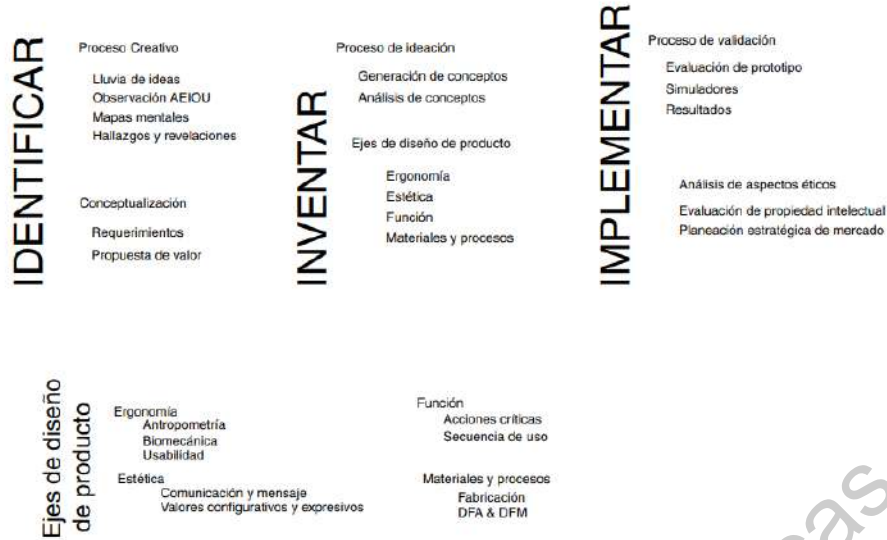 IDENTIFICAR
Proceso Creativo
Lluvia de ideas
Observación AEIOU
Mapas mentales
Hallazgos y revelaciones
Conceptualización
Requerimientos
Propuesta de valor
INVENTAR
Proceso de ideación
Generación de conceptos
Análisis de conceptos
Ejes de diseño de producto
Ergonomía
Estética
Función
Materiales y procesos
IMPLEMENTAR
Proceso de validación
Evaluación de prototipo
Simuladores
Resultados
Análisis de aspectos éticos
Evaluación de propiedad intelectual
Planeación estratégica de mercado
Ejes de diseño
de producto
Ergonomía
Antropometría
Biomecánica
Usabilidad
Estética
Comunicación y mensaje
Valores configurativos y expresivos
Función
Acciones críticas
Secuencia de uso
Materiales y procesos
Fabricación
DFA & DFM
cas